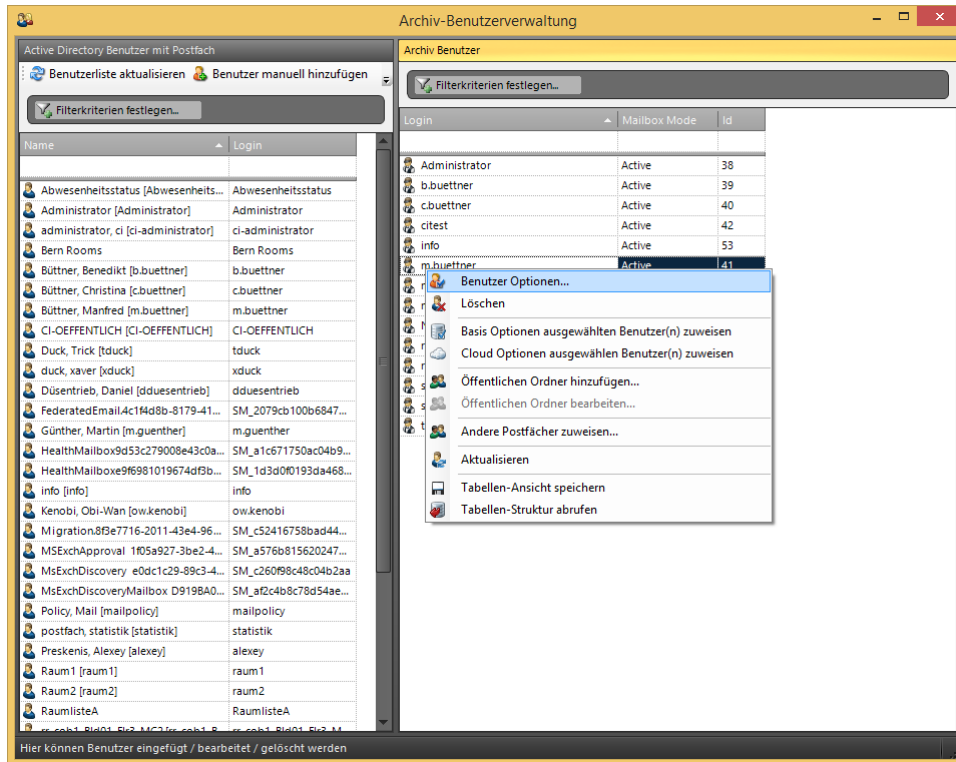 Archiv-Benutzerverwaltung
Active Directory Benutzer mit Postfach
Benutzerliste aktualisieren Benutzer manuell hinzufügen
Filterkriterien festlegen...
Name Login
Abwesenheitsstatus [Abwesenheits... Abwesenheitsstatus
Administrator [Administrator] Administrator
administrator, ci [ci-administrator] ci-administrator
Bern Rooms Bern Rooms
Büttner, Benedikt [b.buettner] b.buettner
Büttner, Christina [c.buettner] c.buettner
Büttner, Manfred [m.buettner] m.buettner
CI-OEFFENTLICH [CI-OEFFENTLICH] CI-OEFFENTLICH
Duck, Trick [tduck] tduck
duck, xaver [xduck] xduck
Düsentrieb, Daniel [dduesentrieb] dduesentrieb
FederatedEmail.4c1f4d8b-8179-41... SM_2079cb100b6847...
Günther, Martin [m.guenther] m.guenther
HealthMailbox9d53c279008e43c0a... SM_a1c671750ac04b9...
HealthMailboxe9f6981019674df3b... SM_1d3d0f0193da468...
info [info] info
Kenobi, Obi-Wan [ow.kenobi] ow.kenobi
Migration.8f3e7716-2011-43e4-96... SM_c52416758bad44...
MSExchApproval 1f05a927-3be2-4... SM_a576b815620247...
MsExchDiscovery e0dc1c29-89c3-4... SM_c260f98c48c04b2aa
MsExchDiscoveryMailbox D919BA0... SM_af2c4b8c78d54ae...
Policy, Mail [mailpolicy] mailpolicy
postfach, statistik [statistik] statistik
Preskenis, Alexey [alexey] alexey
Raum1 [raum1] raum1
Raum2 [raum2] raum2
RaumlisteA RaumlisteA
Archiv Benutzer
Filterkriterien festlegen...
Login Mailbox Mode Id
Administrator Active 38
b.buettner Active 39
c.buettner Active 40
citest Active 42
info Active 53
m.buettner Active 41
Benutzer Optionen...
Löschen
Basis Optionen ausgewählten Benutzer(n) zuweisen
Cloud Optionen ausgewählen Benutzer(n) zuweisen
Öffentlichen Ordner hinzufügen...
Öffentlichen Ordner bearbeiten...
Andere Postfächer zuweisen...
Aktualisieren
Tabellen-Ansicht speichern
Tabellen-Struktur abrufen
Hier können Benutzer eingefügt / bearbeitet / gelöscht werden